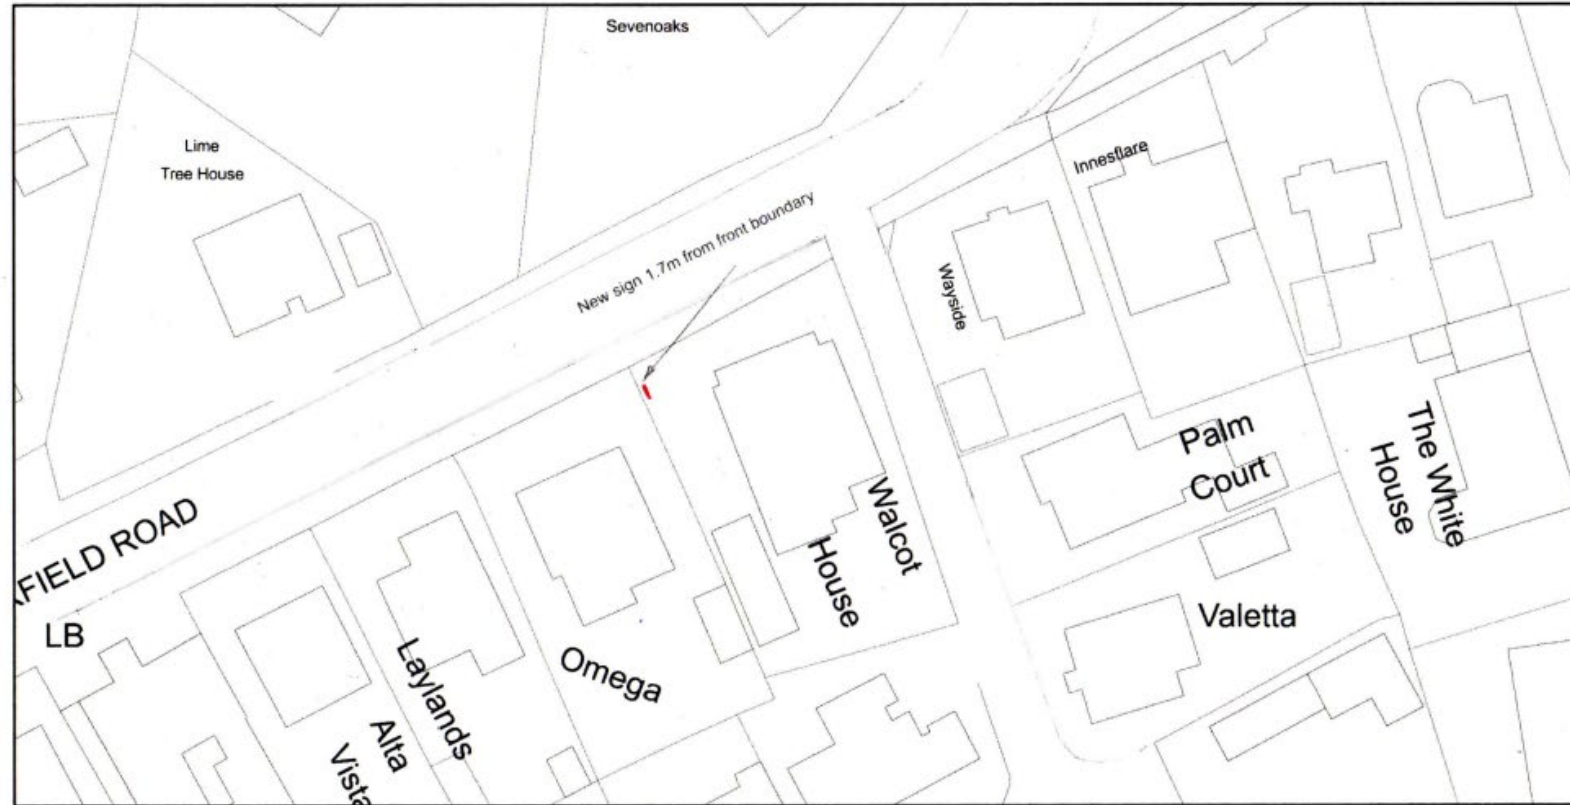 Sevenoaks
Lime
Tree House
Innesflare
New sign 1.7m from front boundary
Wayside
Palm
Court
The White
House
FIELD ROAD
Walcot
House
LB
Valetta
Omega
Laylands
Alta
Vista